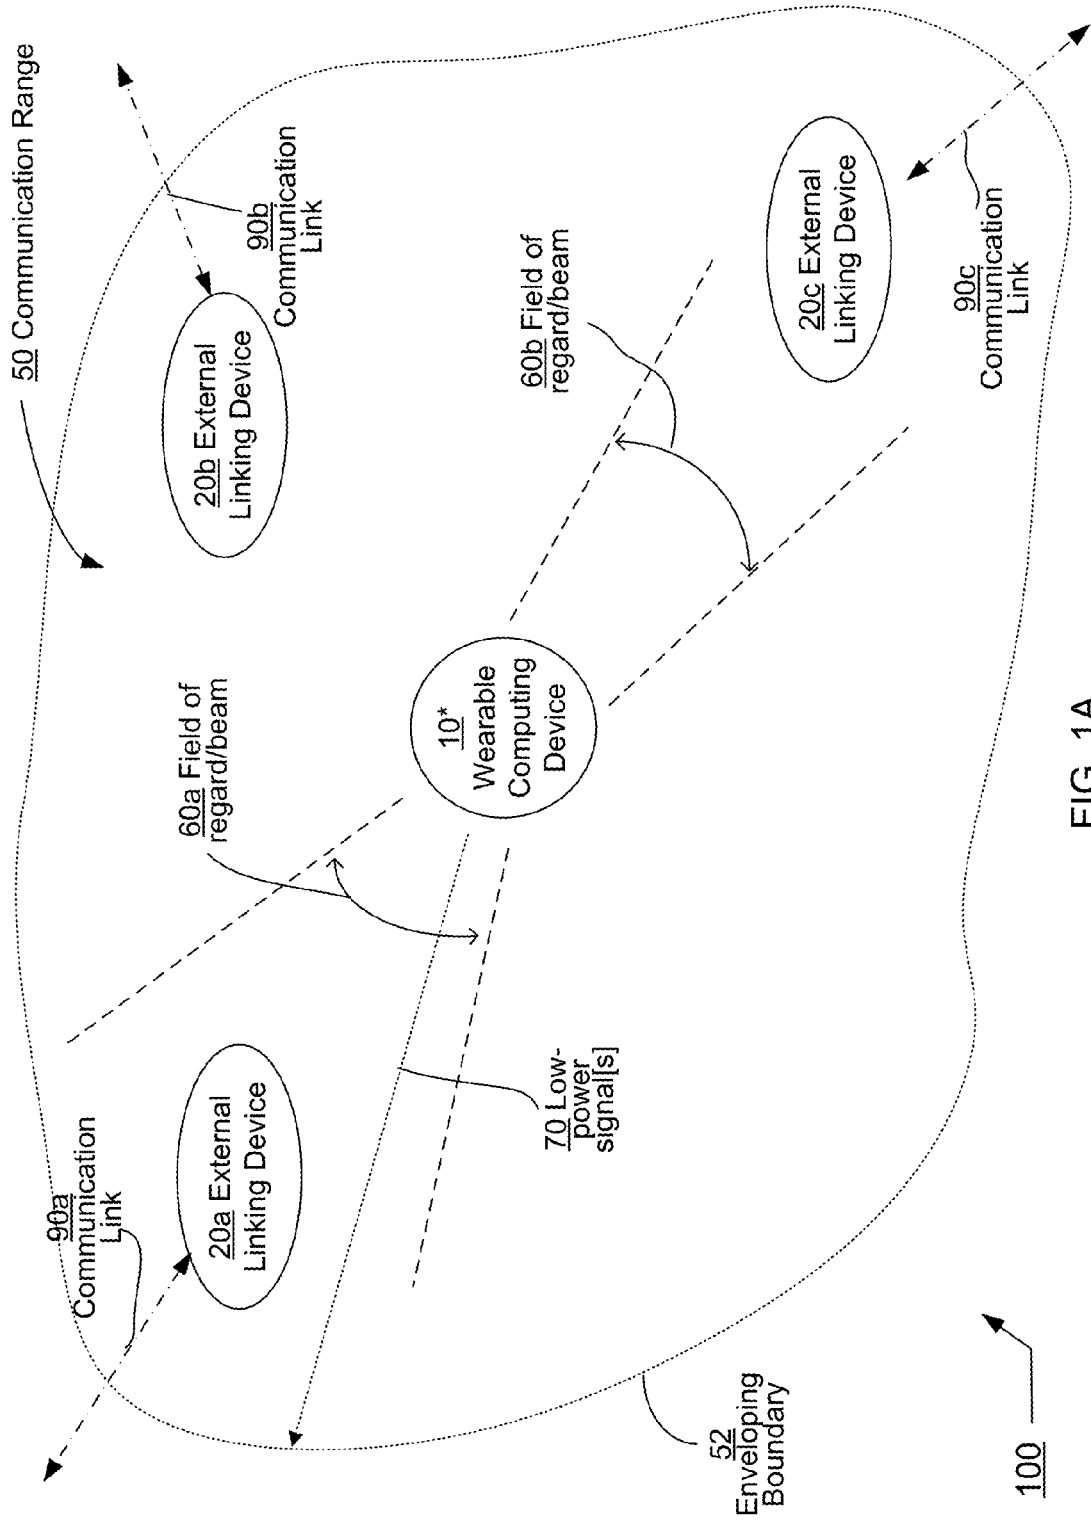 50 Communication Range
90b
Communication
Link
20b External
Linking Device
60b Field of
regard/beam
20c External
Linking Device
90c
Communication
Link
60a Field of
regard/beam
10*
Wearable
Computing
Device
90a
Communication
Link
20a External
Linking Device
70 Low-
power
signal[s]
52
Enveloping
Boundary
100
FIG. 1A